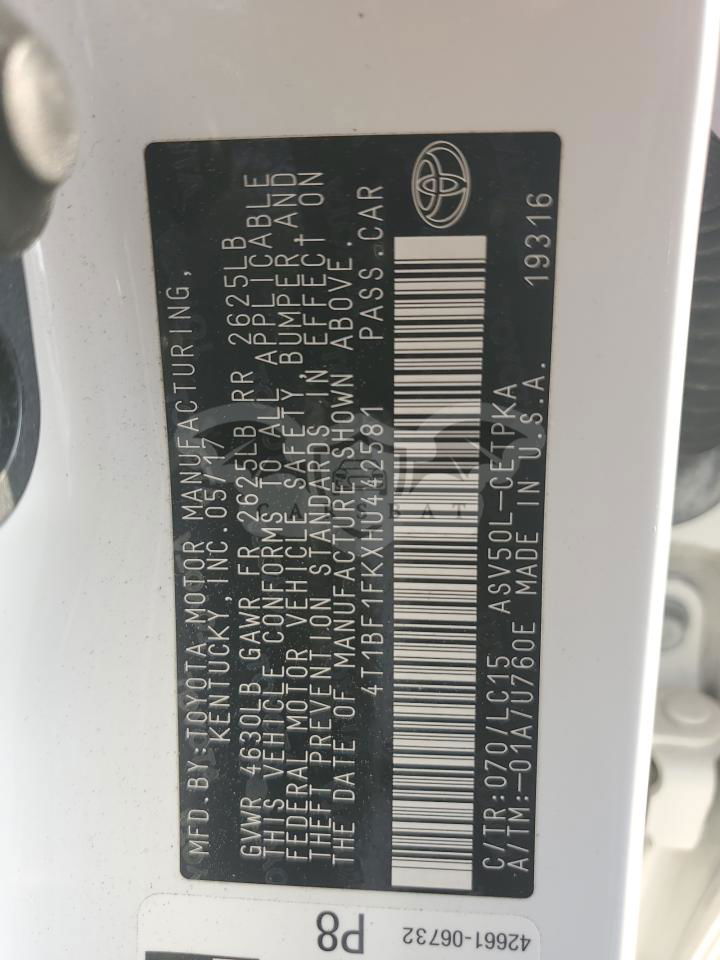 MFD.BY:TOYOTA MOTOR MANUFACTURING,
KENTUCKY, INC 05/17
GVWR 4630LB GAWR FR 2625LB RR 2625LB
THIS VEHICLE CONFORMS TO ALL APPLICABLE
FEDERAL MOTOR VEHICLE SAFETY, BUMPER, AND
THEFT PREVENTION STANDARDS IN EFFECT ON
THE DATE OF MANUFACTURE SHOWN ABOVE.
4T1BF1FKXHU442581 PASS.CAR
C/TR:070/LC15 ASV50L-CETPKA 19316
A/TM:-01A/U760E MADE IN U.S.A.
P8
42661-06732
CARSBAT